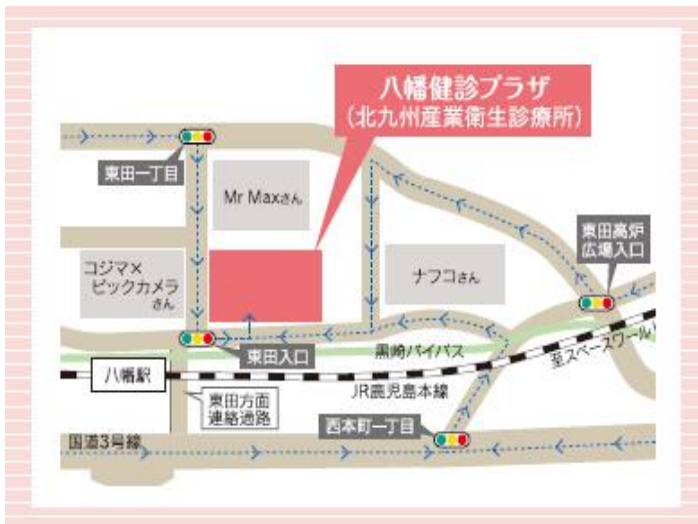 八幡健診プラザ
(北九州産業衛生診療所)
東田一丁目
Mr Maxさん
東田高炉
広場入口
コジマ×
ビックカメラ
さん
ナフコさん
東田入口
黒崎バイパス
至スペースワールド
八幡駅
JR鹿児島本線
東田方面
連絡通路
西本町一丁目
国道3号線